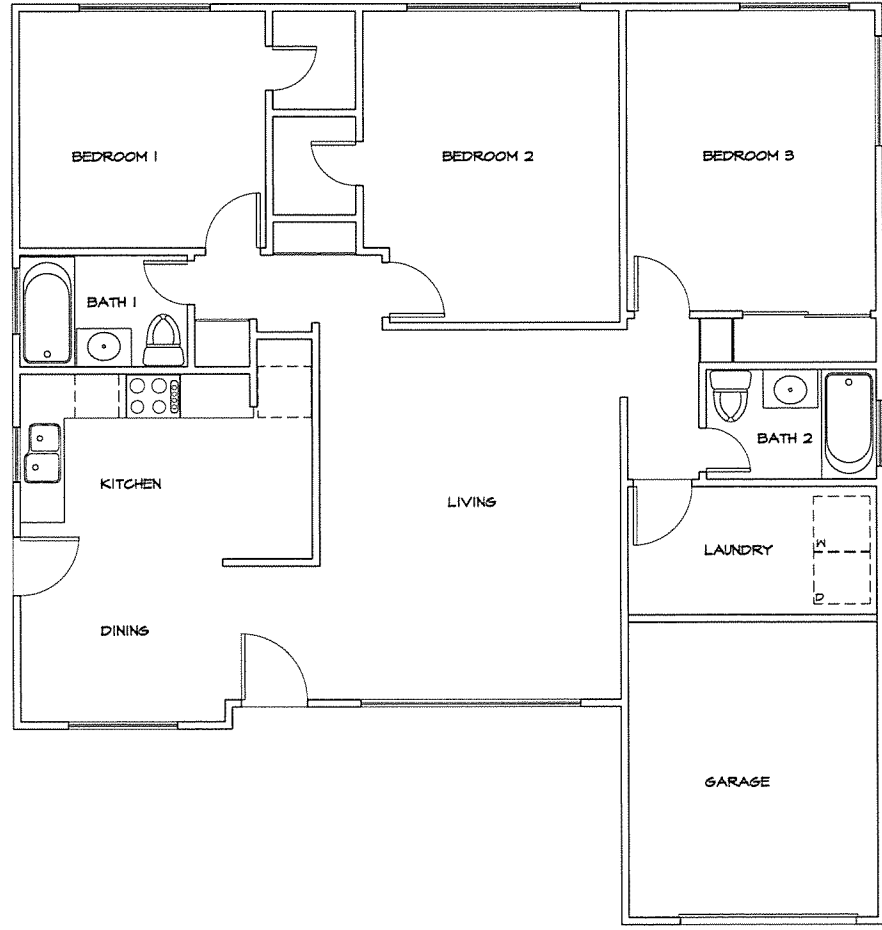 BEDROOM 1
BEDROOM 2
BEDROOM 3
BATH 1
BATH 2
KITCHEN
LIVING
LAUNDRY
W
D
DINING
GARAGE